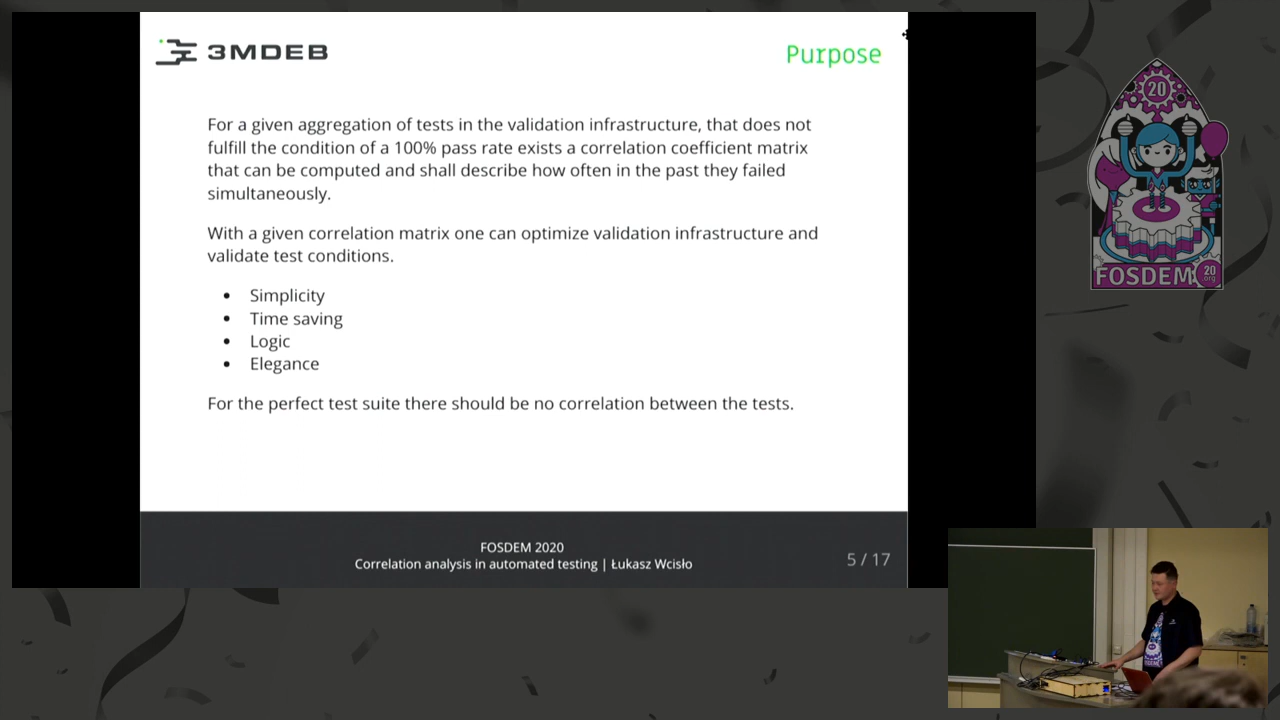 3MDEB
Purpose
For a given aggregation of tests in the validation infrastructure, that does not
fulfill the condition of a 100% pass rate exists a correlation coefficient matrix
that can be computed and shall describe how often in the past they failed
simultaneously.
With a given correlation matrix one can optimize validation infrastructure and
validate test conditions.
• Simplicity
• Time saving
• Logic
• Elegance
For the perfect test suite there should be no correlation between the tests.
FOSDEM 2020
Correlation analysis in automated testing | Łukasz Wcisło
5 / 17
20
FOSDEM
20
.org
FOSDEM